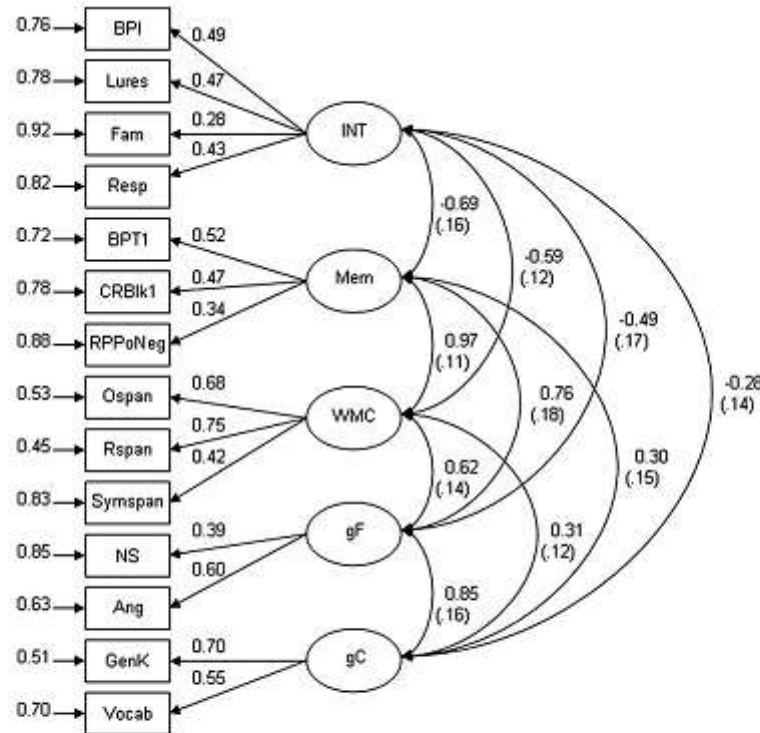 0.76 BPI 0.49
0.78 Lures 0.47
0.92 Fam 0.28 INT
0.82 Resp 0.43
-0.69
(.16)
0.72 BPT1 0.52
-0.59
(.12)
0.78 CRBlk1 0.47 Mem
0.88 RPPoNeg 0.34
-0.49
(.17)
0.97
(.11)
0.53 Ospan 0.68
0.76
(.18)
-0.28
(.14)
0.45 Rspan 0.75 WMC
0.83 Symspan 0.42
0.62
(.14)
0.30
(.15)
0.85 NS 0.39 gF
0.31
(.12)
0.63 Ang 0.60
0.85
(.16)
0.51 GenK 0.70 gC
0.70 Vocab 0.55